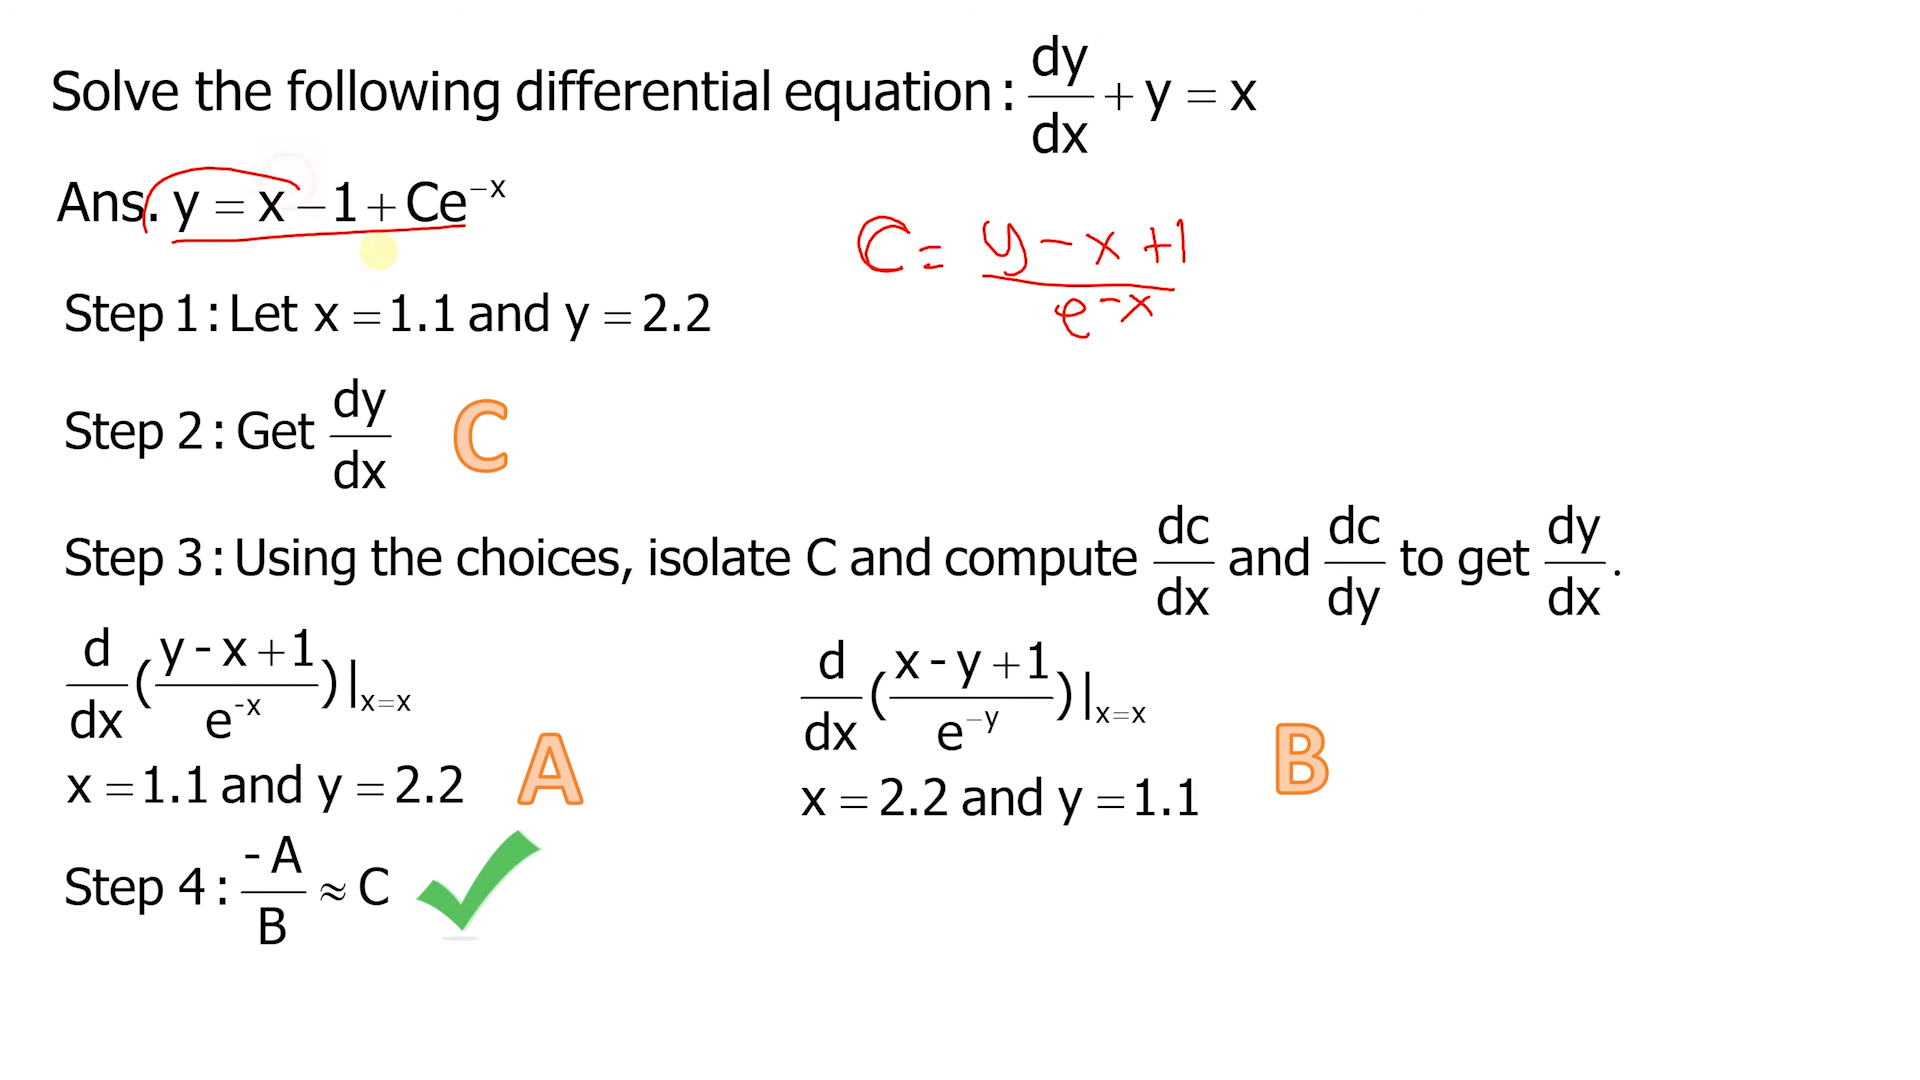 Solve the following differential equation : dy/dx + y = x
Ans. y = x − 1 + Ce^−x
C = (y − x + 1)/e^−x
Step 1 : Let x = 1.1 and y = 2.2
Step 2 : Get dy/dx C
Step 3 : Using the choices, isolate C and compute dc/dx and dc/dy to get dy/dx.
d/dx ((y - x + 1)/e^-x)|x=x
x = 1.1 and y = 2.2 A
d/dx ((x - y + 1)/e^−y)|x=x
x = 2.2 and y = 1.1 B
Step 4 : -A/B ≈ C